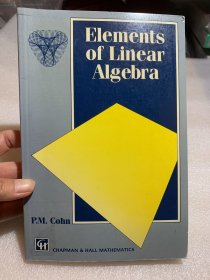 Elements
of Linear
Algebra
P.M. Cohn
CHAPMAN & HALL MATHEMATICS